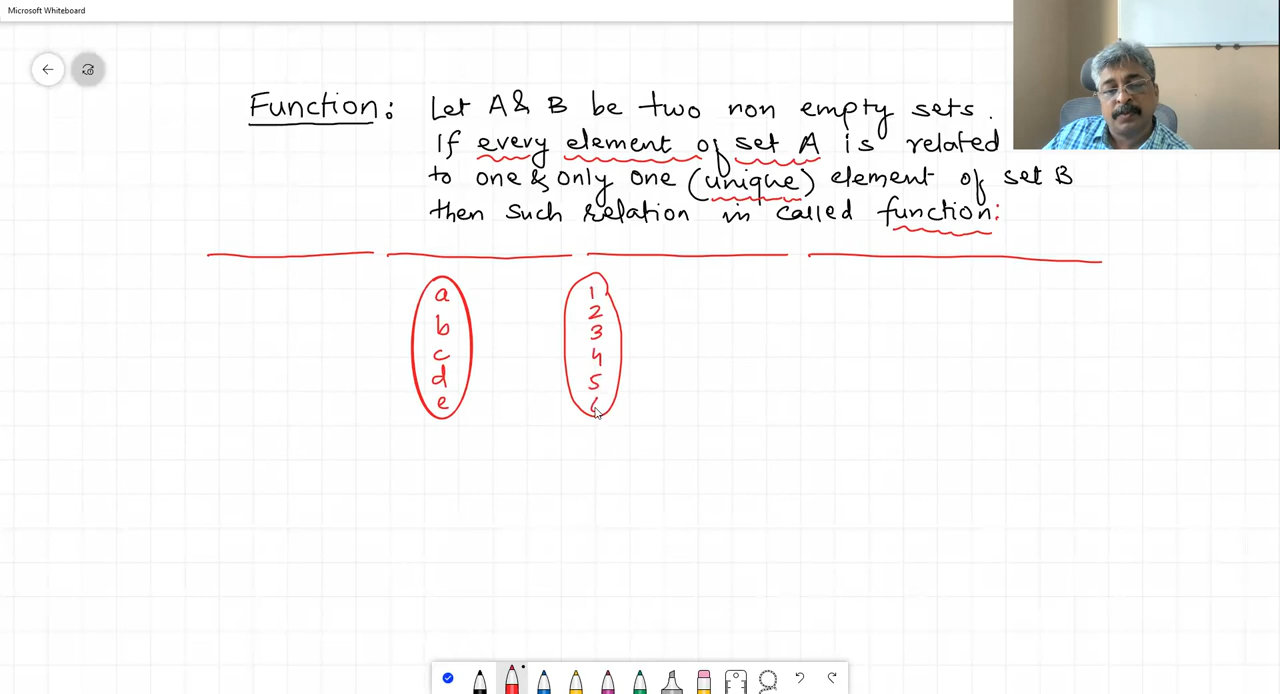 Microsoft Whiteboard
Function: Let A & B be two non empty sets.
If every element of set A is related
to one & only one (unique) element of set B
then such relation in called function:
a 1
b 2
c 3
d 4
e 5